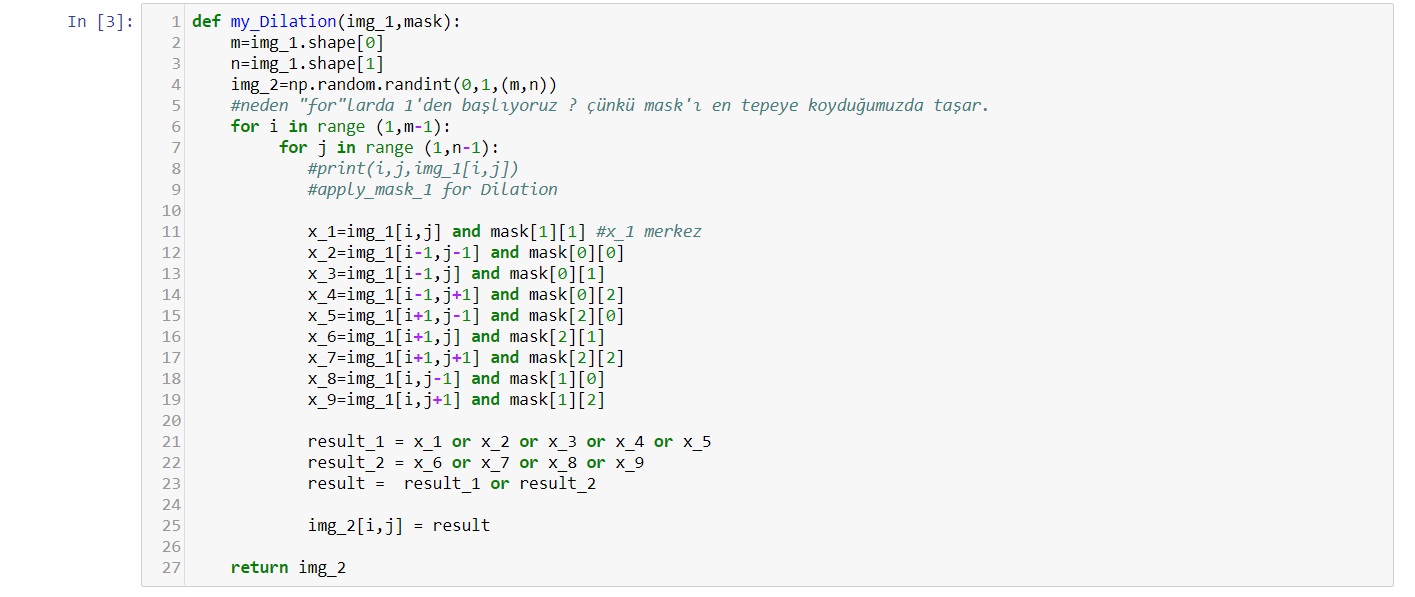 In [3]:
1 def my_Dilation(img_1,mask):
2     m=img_1.shape[0]
3     n=img_1.shape[1]
4     img_2=np.random.randint(0,1,(m,n))
5     #neden "for"larda 1'den başlıyoruz ? çünkü mask'ı en tepeye koyduğumuzda taşar.
6     for i in range (1,m-1):
7          for j in range (1,n-1):
8             #print(i,j,img_1[i,j])
9             #apply_mask_1 for Dilation
10
11             x_1=img_1[i,j] and mask[1][1] #x_1 merkez
12             x_2=img_1[i-1,j-1] and mask[0][0]
13             x_3=img_1[i-1,j] and mask[0][1]
14             x_4=img_1[i-1,j+1] and mask[0][2]
15             x_5=img_1[i+1,j-1] and mask[2][0]
16             x_6=img_1[i+1,j] and mask[2][1]
17             x_7=img_1[i+1,j+1] and mask[2][2]
18             x_8=img_1[i,j-1] and mask[1][0]
19             x_9=img_1[i,j+1] and mask[1][2]
20
21             result_1 = x_1 or x_2 or x_3 or x_4 or x_5
22             result_2 = x_6 or x_7 or x_8 or x_9
23             result =  result_1 or result_2
24
25             img_2[i,j] = result
26
27     return img_2